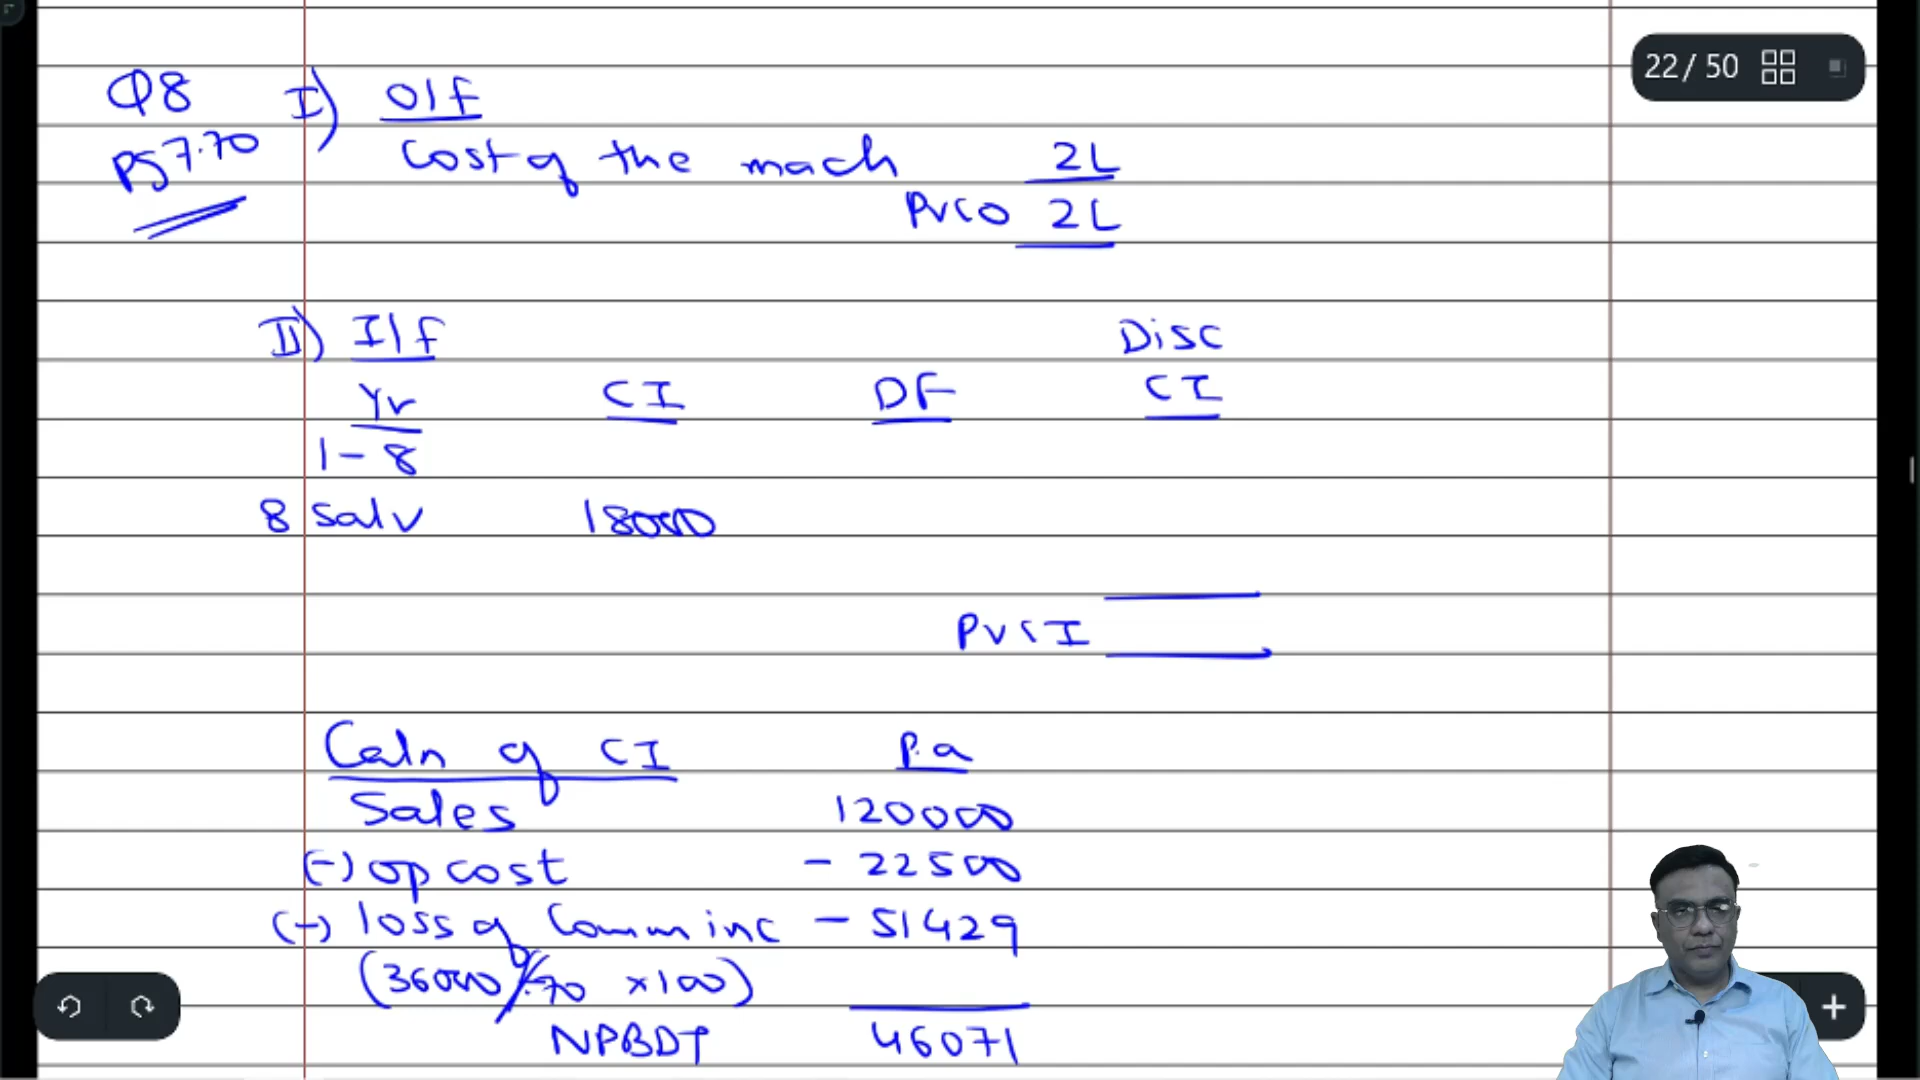 22/ 50
Q8 I) O/f
Pg 7.70 Cost of the mach 2L
PVCO 2L
II) I/f Disc
Yr CI DF CI
1-8
8 Salv 18000
PVCI
Caln of CI P.a
Sales 120000
(-) op cost - 22500
(-) loss of Comm inc - 51429
(36000/70 x100)
NPBDT 46071